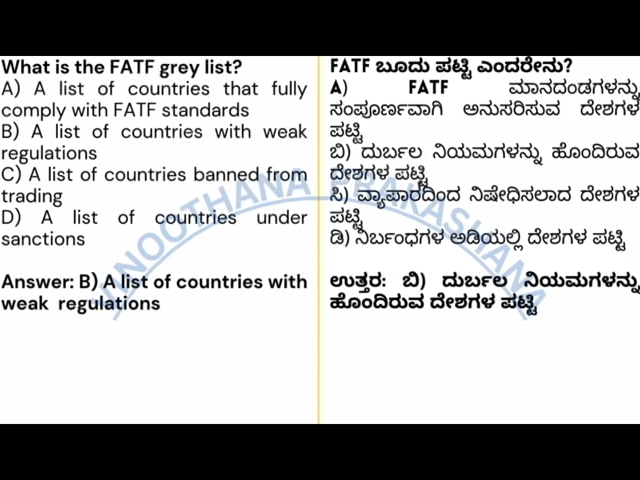 What is the FATF grey list?
A) A list of countries that fully
comply with FATF standards
B) A list of countries with weak
regulations
C) A list of countries banned from
trading
D) A list of countries under
sanctions
Answer: B) A list of countries with
weak regulations
FATF ಬೂದು ಪಟ್ಟಿ ಎಂದರೇನು?
A) FATF ಮಾನದಂಡಗಳನ್ನು
ಸಂಪೂರ್ಣವಾಗಿ ಅನುಸರಿಸುವ ದೇಶಗಳ
ಪಟ್ಟಿ
ಬಿ) ದುರ್ಬಲ ನಿಯಮಗಳನ್ನು ಹೊಂದಿರುವ
ದೇಶಗಳ ಪಟ್ಟಿ
ಸಿ) ವ್ಯಾಪಾರದಿಂದ ನಿಷೇಧಿಸಲಾದ ದೇಶಗಳ
ಪಟ್ಟಿ
ಡಿ) ನಿರ್ಬಂಧಗಳ ಅಡಿಯಲ್ಲಿ ದೇಶಗಳ ಪಟ್ಟಿ
ಉತ್ತರ: ಬಿ) ದುರ್ಬಲ ನಿಯಮಗಳನ್ನು
ಹೊಂದಿರುವ ದೇಶಗಳ ಪಟ್ಟಿ
PRAKASHANA